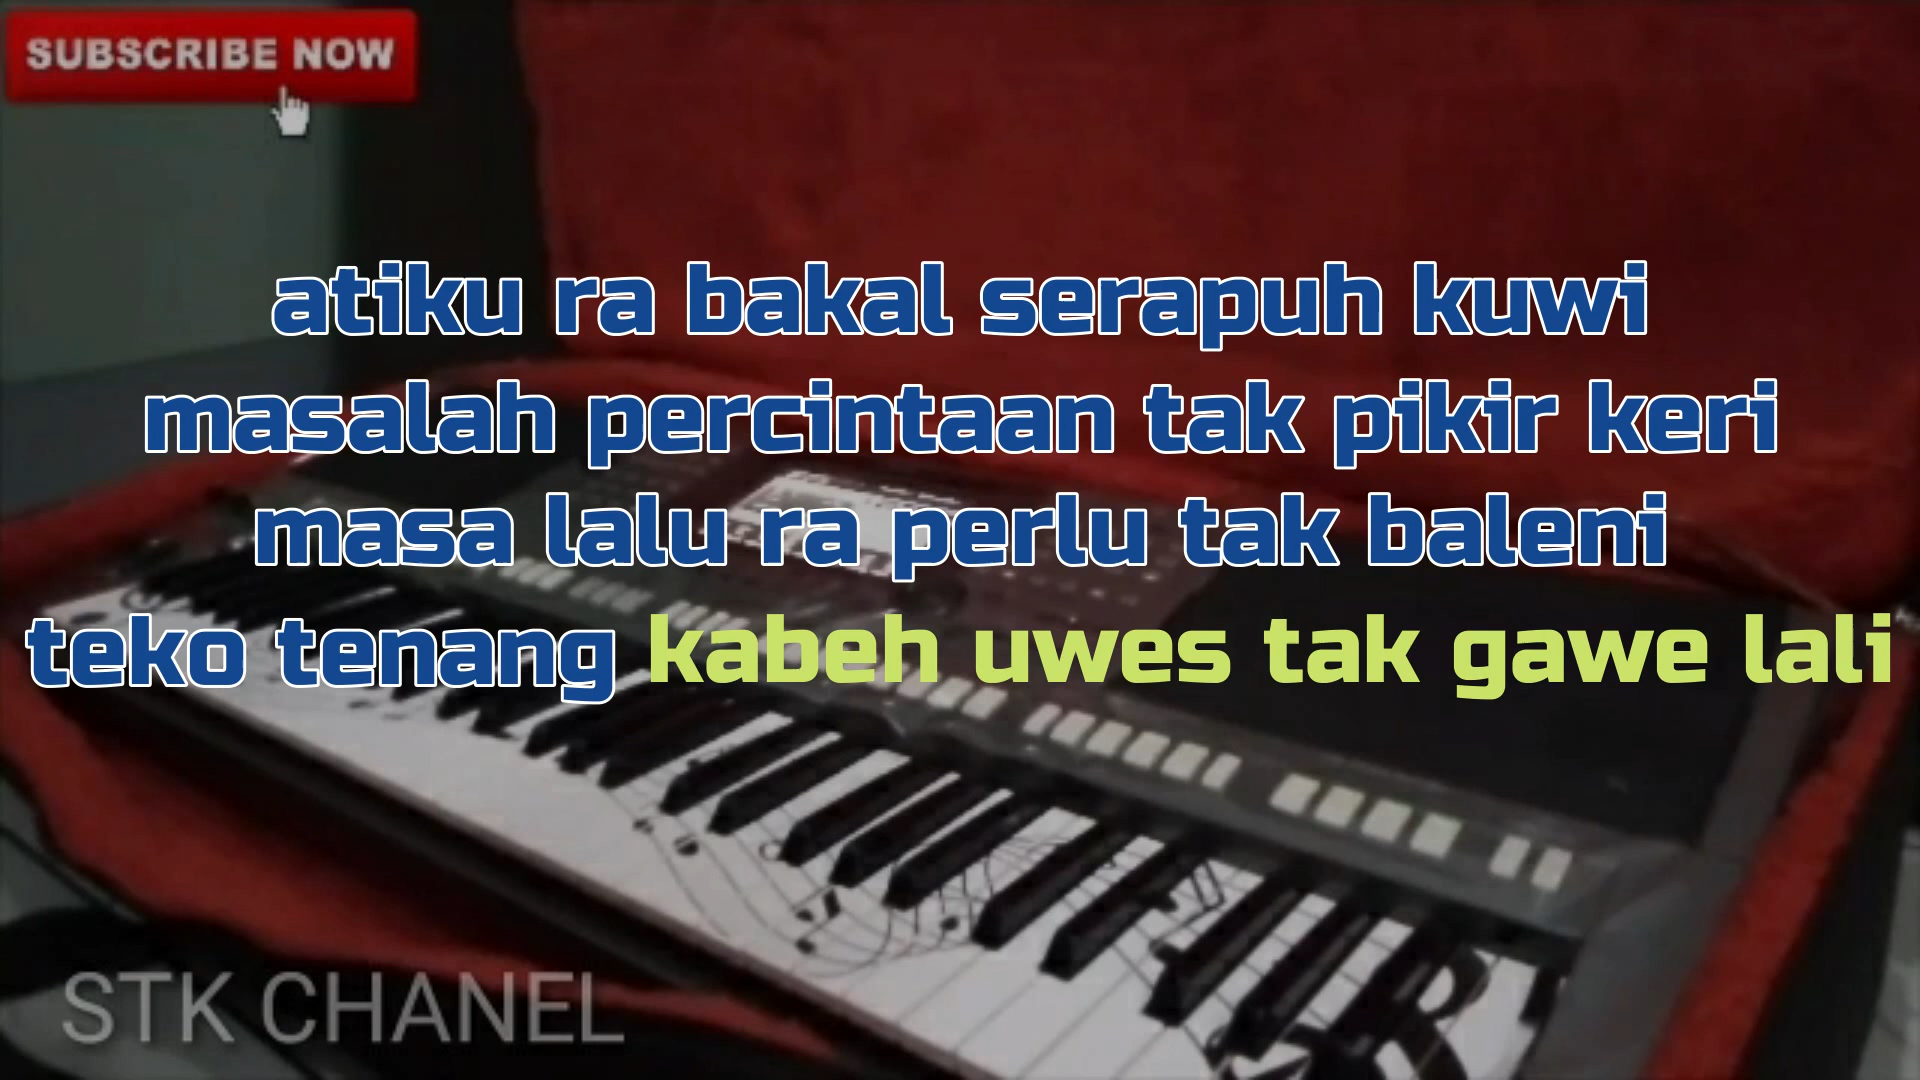 SUBSCRIBE NOW
atiku ra bakal serapuh kuwi
masalah percintaan tak pikir keri
masa lalu ra perlu tak baleni
teko tenang kabeh uwes tak gawe lali
STK CHANEL